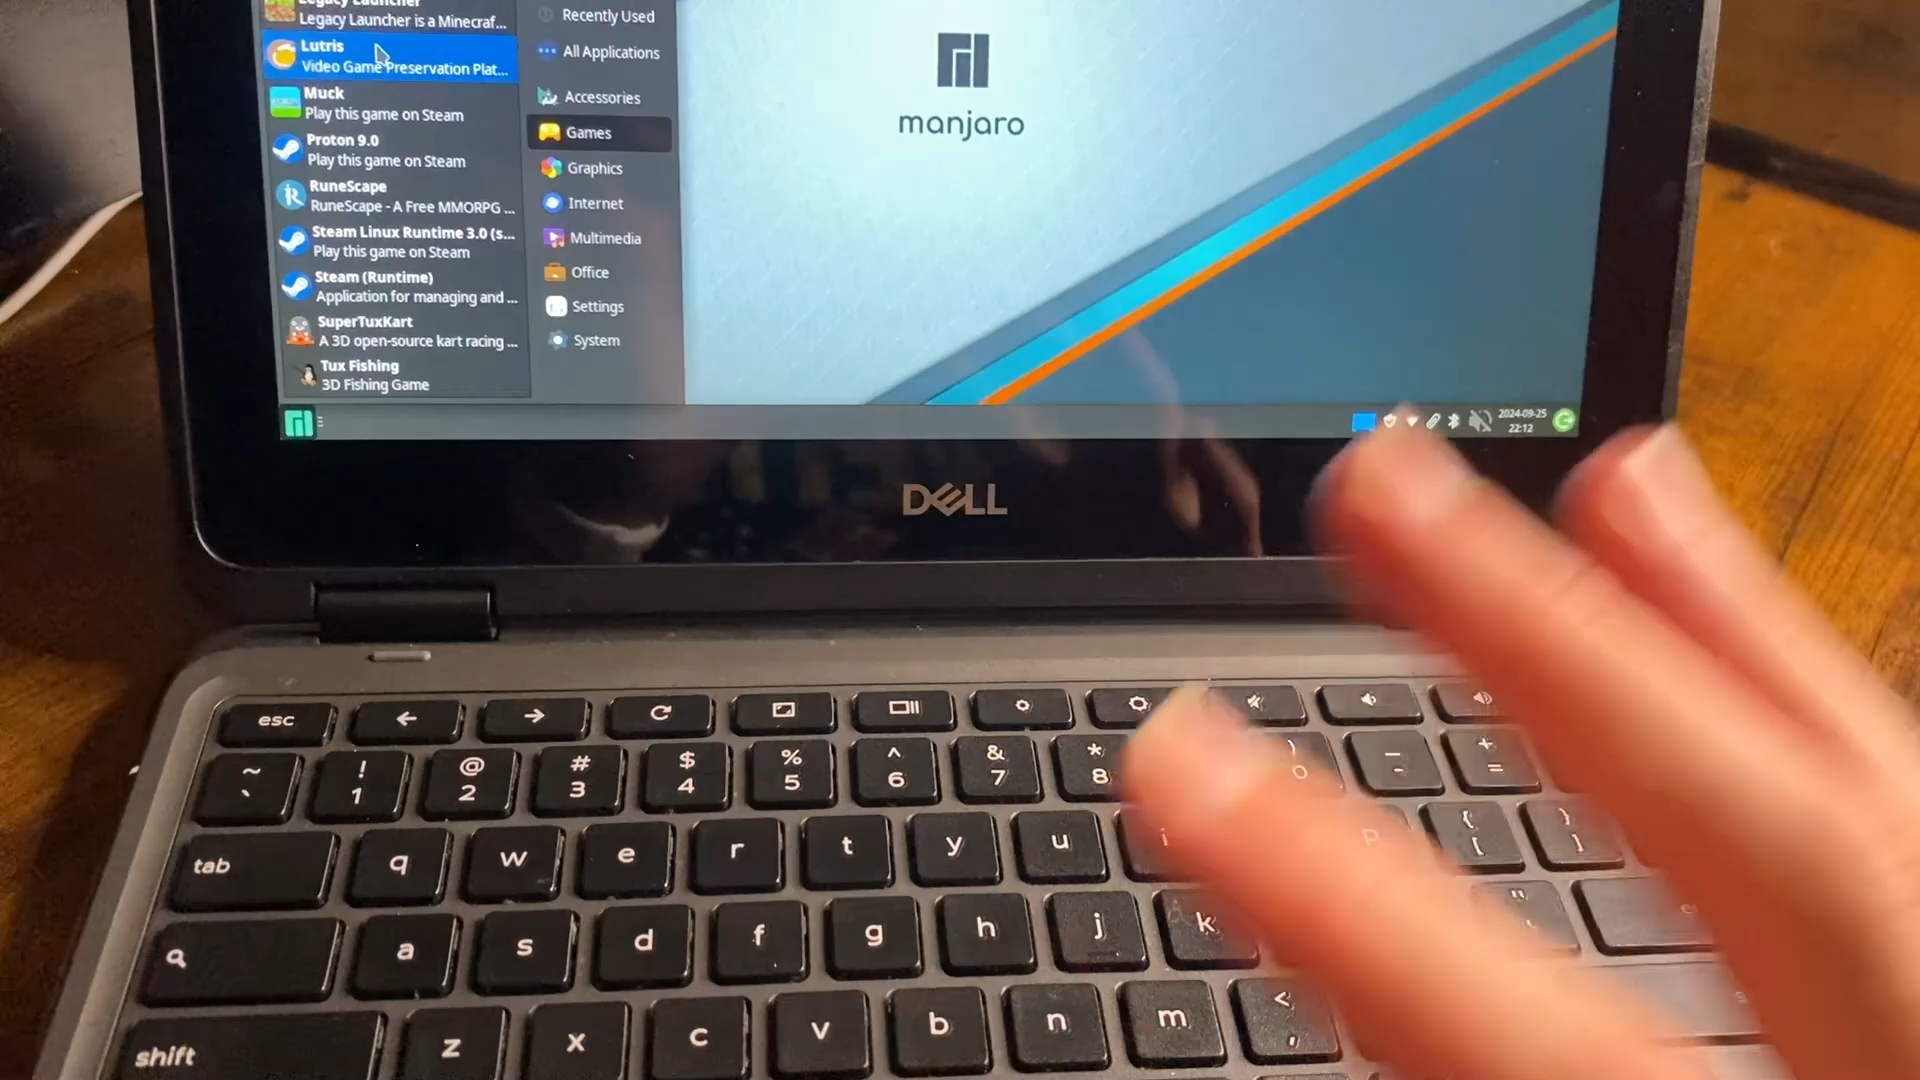 Legacy Launcher
Legacy Launcher is a Minecraf...
Lutris
Video Game Preservation Plat...
Muck
Play this game on Steam
Proton 9.0
Play this game on Steam
RuneScape
RuneScape - A Free MMORPG ...
Steam Linux Runtime 3.0 (s...
Play this game on Steam
Steam (Runtime)
Application for managing and ...
SuperTuxKart
A 3D open-source kart racing ...
Tux Fishing
3D Fishing Game
Recently Used
All Applications
Accessories
Games
Graphics
Internet
Multimedia
Office
Settings
System
manjaro
2024-09-25
22:12
DELL
esc
~ ! @ # $ % ^ & * )
` 1 2 3 4 5 6 7 8 0 - =
tab q w e r t y u i p { [ } ]
a s d f g h j k "
shift z x c v b n m < ,